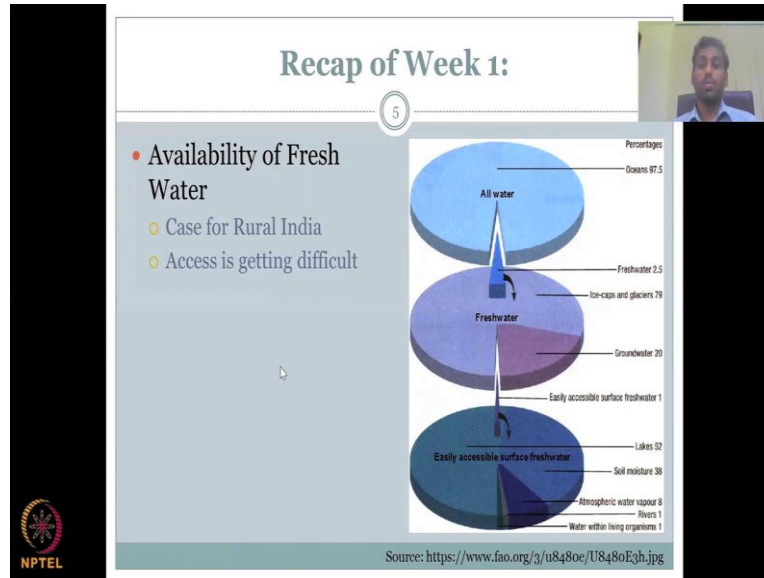 Recap of Week 1:
5
• Availability of Fresh
Water
○ Case for Rural India
○ Access is getting difficult
Percentages
Oceans 97.5
All water
Freshwater 2.5
Ice-caps and glaciers 79
Freshwater
Groundwater 20
Easily accessible surface freshwater 1
Lakes 52
Easily accessible surface freshwater
Soil moisture 38
Atmospheric water vapour 8
Rivers 1
Water within living organisms 1
Source: https://www.fao.org/3/u8480e/U8480E3h.jpg
NPTEL